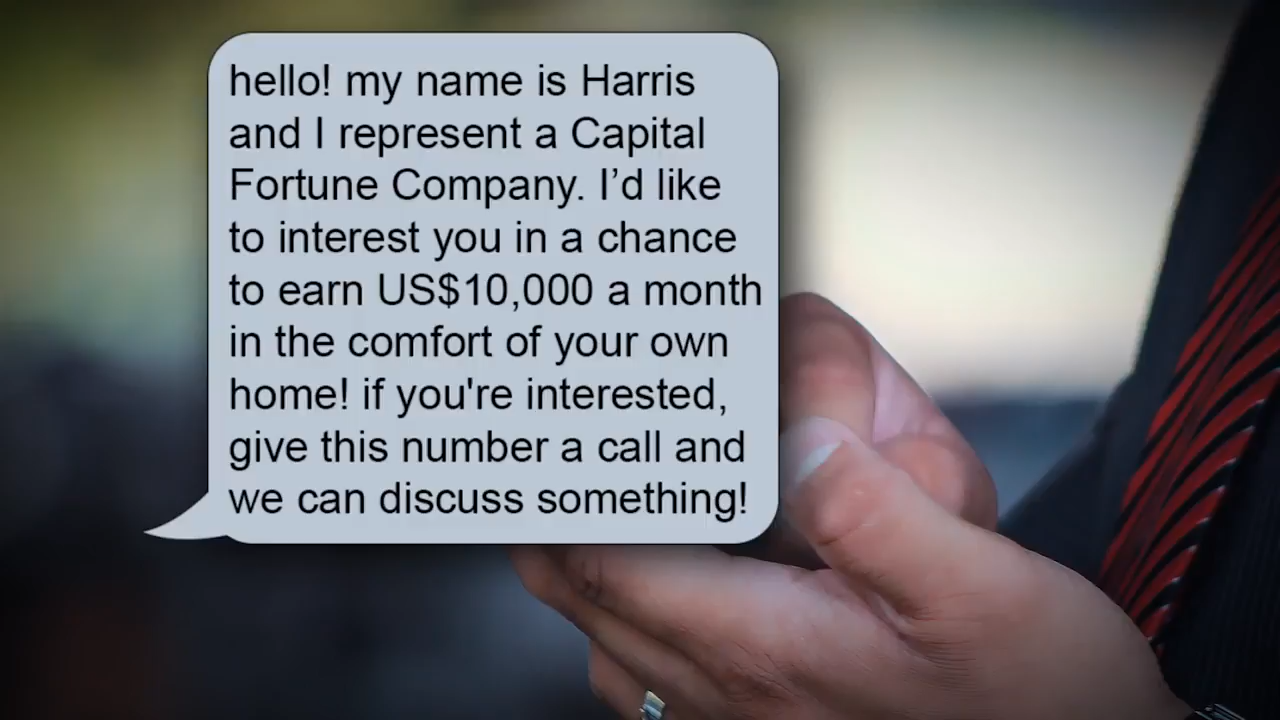 hello! my name is Harris
and I represent a Capital
Fortune Company. I’d like
to interest you in a chance
to earn US$10,000 a month
in the comfort of your own
home! if you're interested,
give this number a call and
we can discuss something!